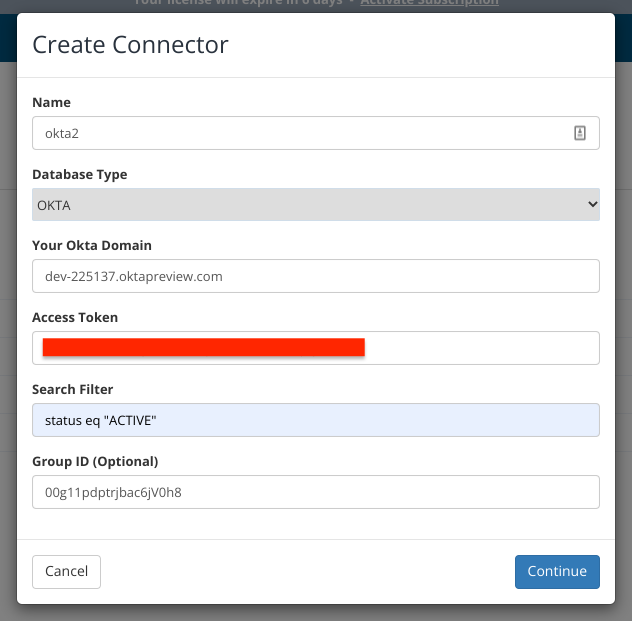 Your license will expire in 6 days • Activate Subscription
Create Connector
Name
okta2
Database Type
OKTA
Your Okta Domain
dev-225137.oktapreview.com
Access Token
Search Filter
status eq "ACTIVE"
Group ID (Optional)
00g11pdptrjbac6jV0h8
Cancel
Continue